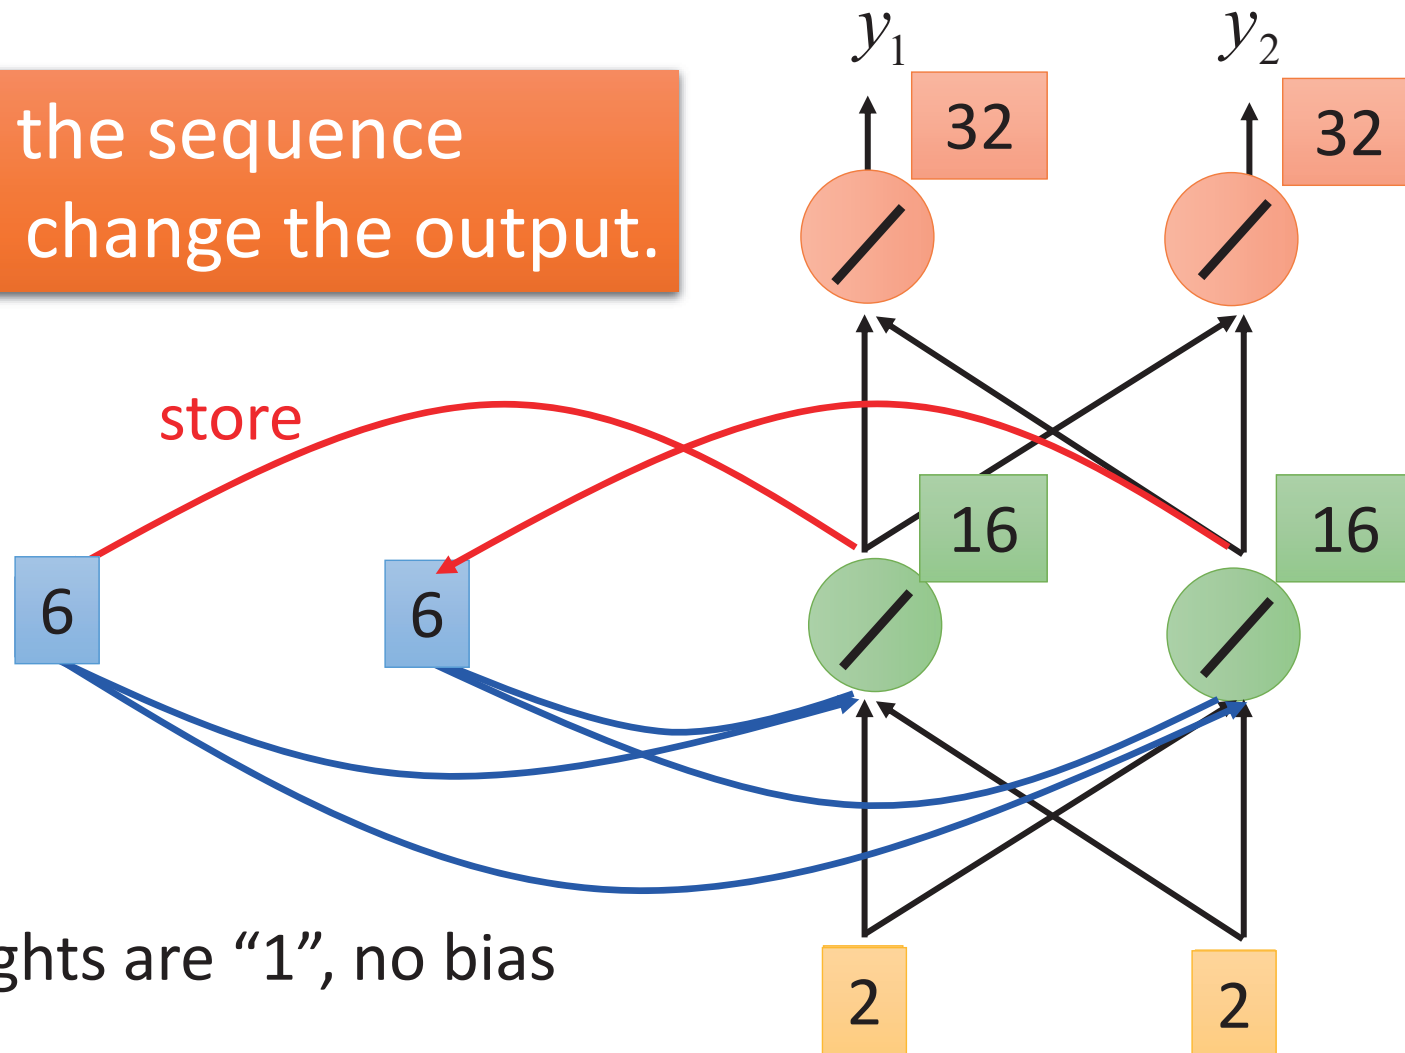 y1
y2
32
32
the sequence
change the output.
store
16
16
6
6
ghts are “1”, no bias
2
2